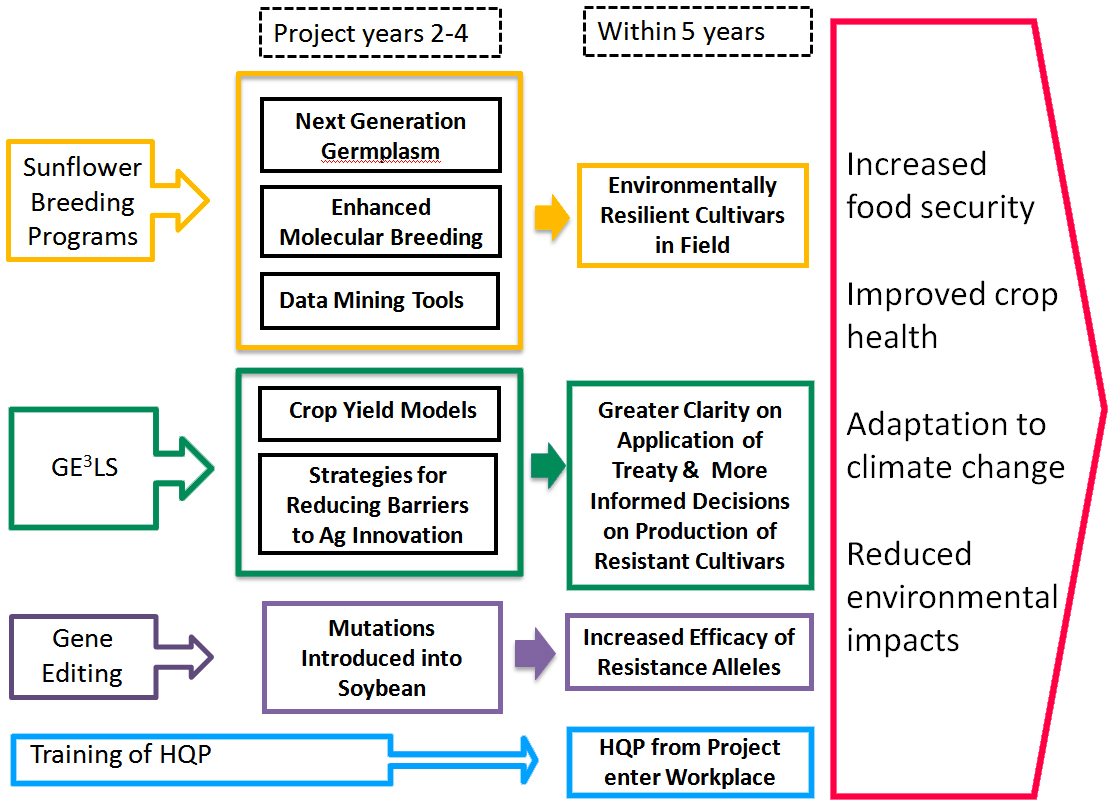 Project years 2-4
Within 5 years
Sunflower
Breeding
Programs
Next Generation
Germplasm
Enhanced
Molecular Breeding
Data Mining Tools
Environmentally
Resilient Cultivars
in Field
GE³LS
Crop Yield Models
Strategies for
Reducing Barriers
to Ag Innovation
Greater Clarity on
Application of
Treaty & More
Informed Decisions
on Production of
Resistant Cultivars
Gene
Editing
Mutations
Introduced into
Soybean
Increased Efficacy of
Resistance Alleles
Training of HQP
HQP from Project
enter Workplace
Increased
food security
Improved crop
health
Adaptation to
climate change
Reduced
environmental
impacts